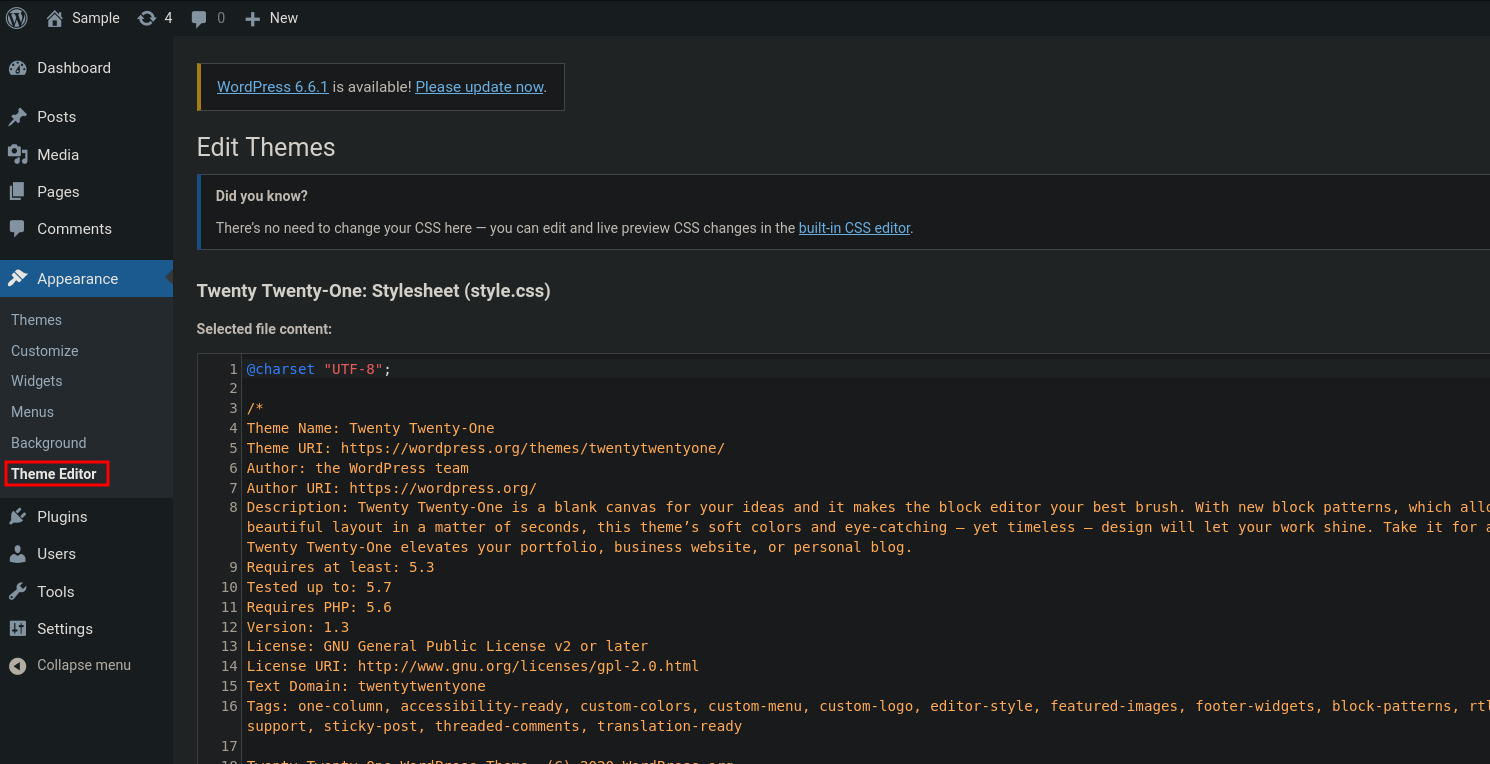 Sample 4 0 New
Dashboard
Posts
Media
Pages
Comments
Appearance
Themes
Customize
Widgets
Menus
Background
Theme Editor
Plugins
Users
Tools
Settings
Collapse menu
WordPress 6.6.1 is available! Please update now.
Edit Themes
Did you know?
There’s no need to change your CSS here — you can edit and live preview CSS changes in the built-in CSS editor.
Twenty Twenty-One: Stylesheet (style.css)
Selected file content:
1 @charset "UTF-8";
2
3 /*
4 Theme Name: Twenty Twenty-One
5 Theme URI: https://wordpress.org/themes/twentytwentyone/
6 Author: the WordPress team
7 Author URI: https://wordpress.org/
8 Description: Twenty Twenty-One is a blank canvas for your ideas and it makes the block editor your best brush. With new block patterns, which allo
beautiful layout in a matter of seconds, this theme’s soft colors and eye-catching — yet timeless — design will let your work shine. Take it for a
Twenty Twenty-One elevates your portfolio, business website, or personal blog.
9 Requires at least: 5.3
10 Tested up to: 5.7
11 Requires PHP: 5.6
12 Version: 1.3
13 License: GNU General Public License v2 or later
14 License URI: http://www.gnu.org/licenses/gpl-2.0.html
15 Text Domain: twentytwentyone
16 Tags: one-column, accessibility-ready, custom-colors, custom-menu, custom-logo, editor-style, featured-images, footer-widgets, block-patterns, rtl
support, sticky-post, threaded-comments, translation-ready
17
18 Twenty Twenty-One WordPress Theme, (C) 2020 WordPress.org